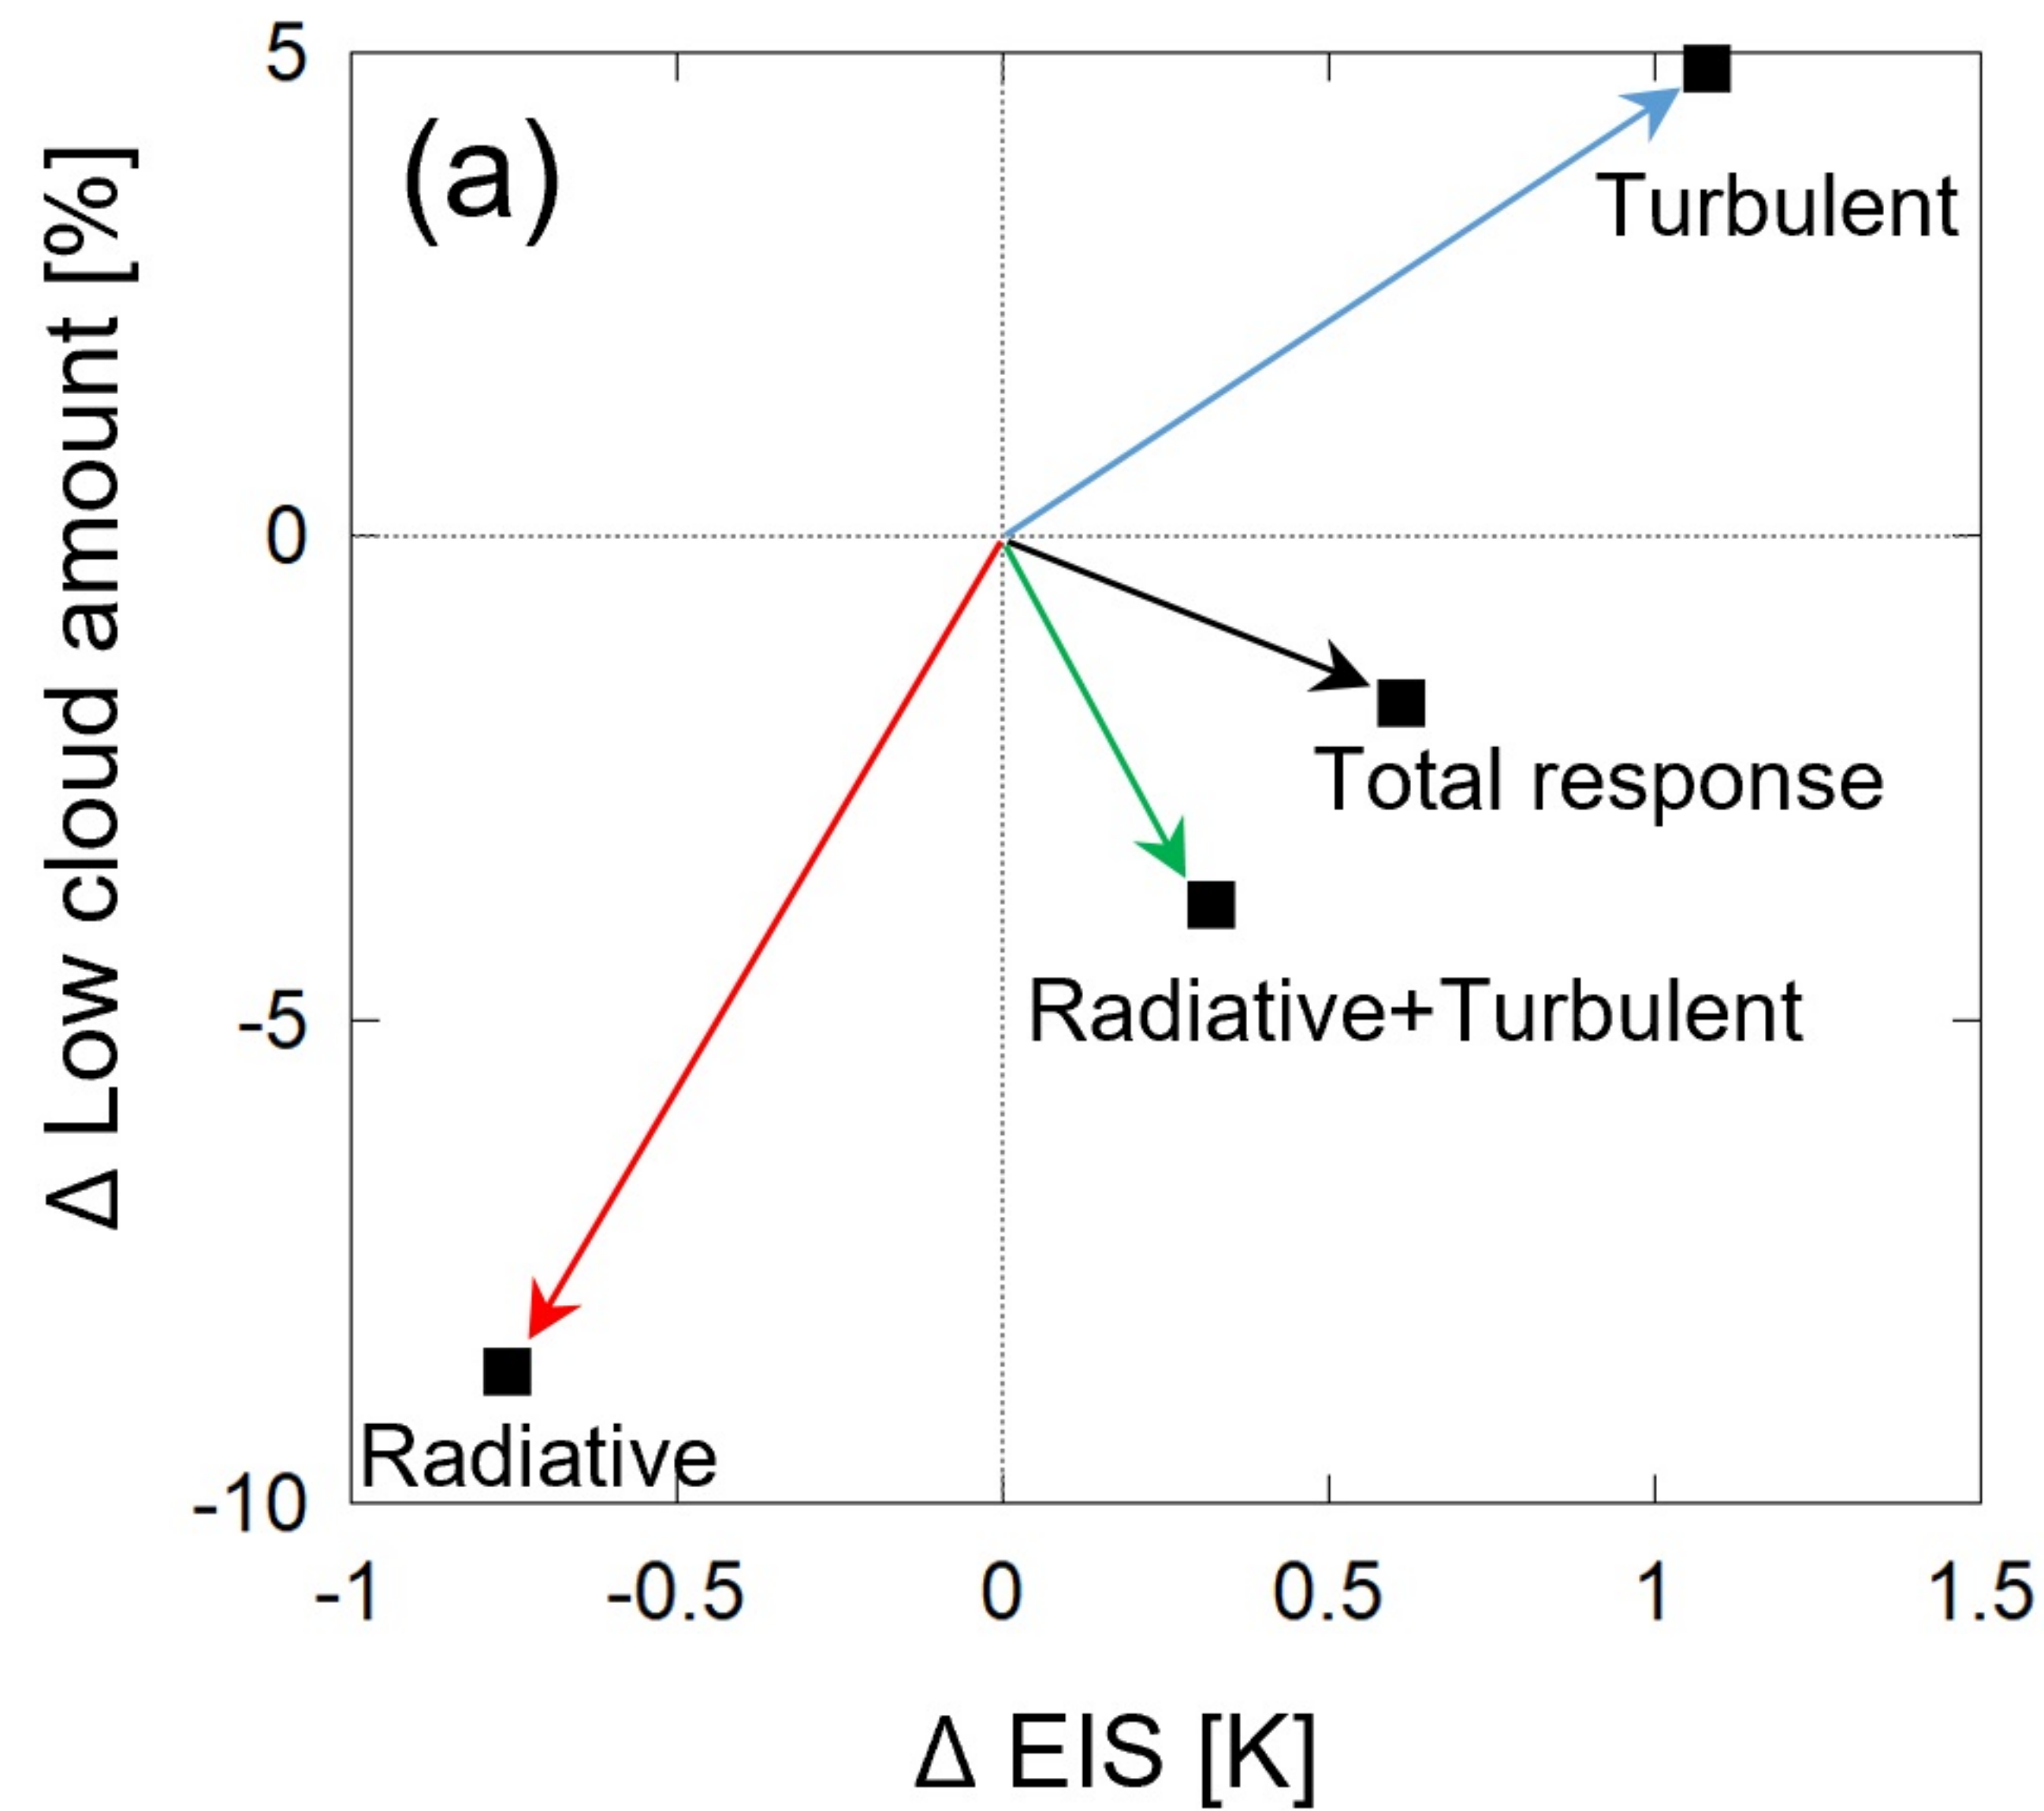 5
(a)
Turbulent
Δ Low cloud amount [%]
0
Total response
Radiative+Turbulent
-5
Radiative
-10
-1 -0.5 0 0.5 1 1.5
Δ EIS [K]